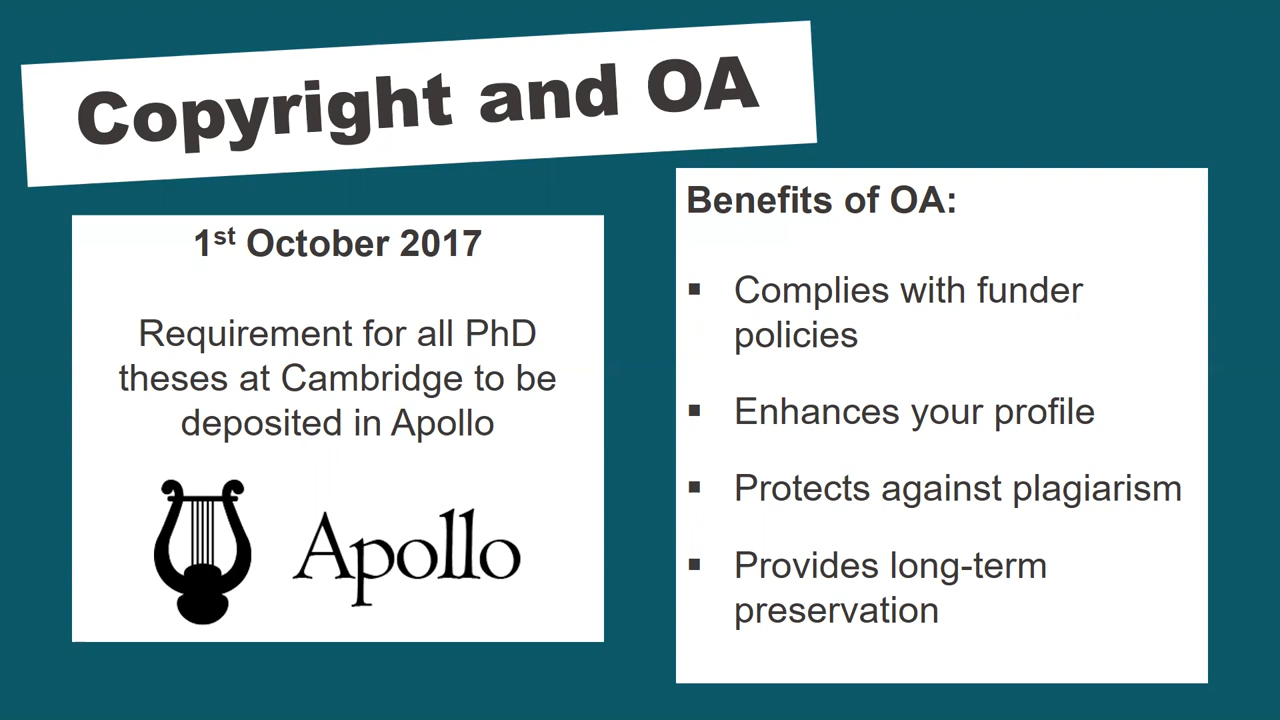 Copyright and OA
1st October 2017
Requirement for all PhD
theses at Cambridge to be
deposited in Apollo
Apollo
Benefits of OA:
▪ Complies with funder
policies
▪ Enhances your profile
▪ Protects against plagiarism
▪ Provides long-term
preservation